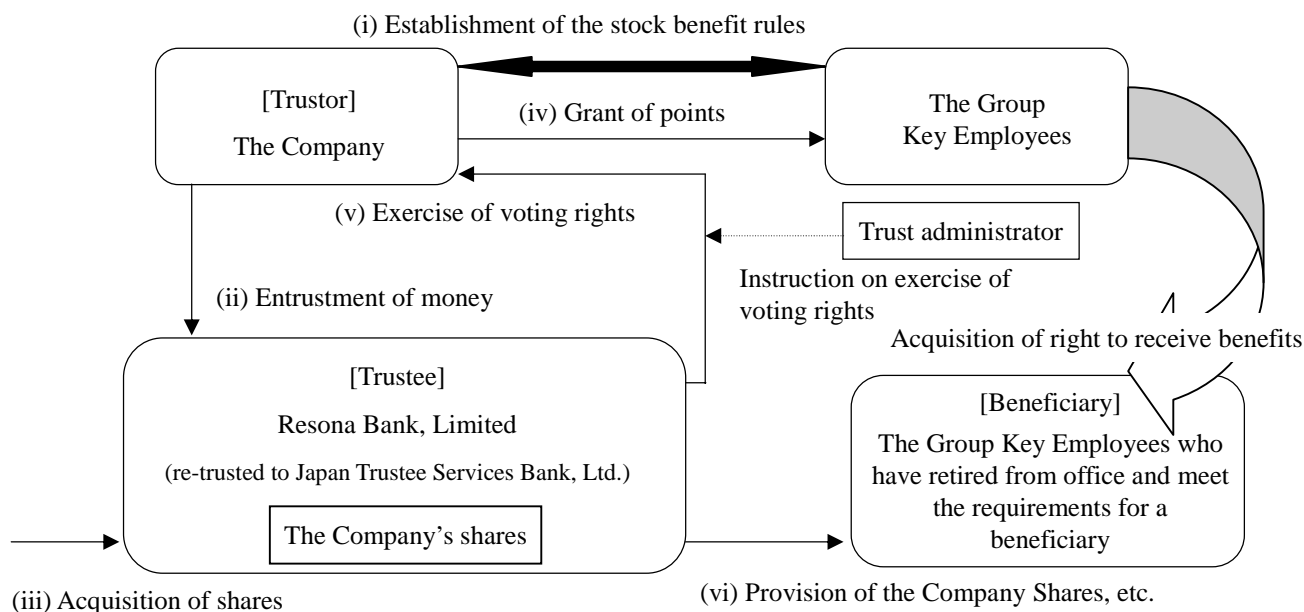 (i) Establishment of the stock benefit rules
[Trustor]
The Company
(iv) Grant of points
The Group
Key Employees
(v) Exercise of voting rights
Trust administrator
Instruction on exercise of
voting rights
(ii) Entrustment of money
Acquisition of right to receive benefits
[Trustee]
Resona Bank, Limited
(re-trusted to Japan Trustee Services Bank, Ltd.)
The Company’s shares
[Beneficiary]
The Group Key Employees who
have retired from office and meet
the requirements for a
beneficiary
(iii) Acquisition of shares
(vi) Provision of the Company Shares, etc.